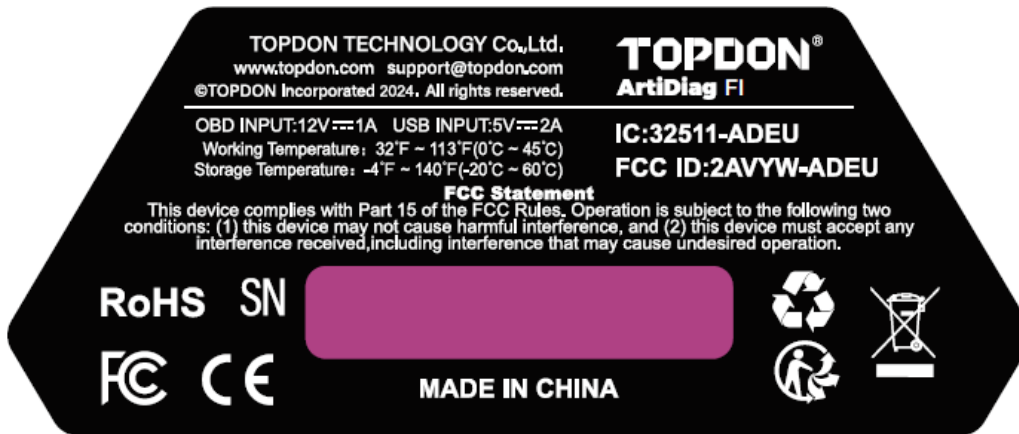 TOPDON TECHNOLOGY Co.,Ltd.
www.topdon.com support@topdon.com
©TOPDON Incorporated 2024. All rights reserved.
TOPDON®
ArtiDiag FI
OBD INPUT:12V⎓1A USB INPUT:5V⎓2A
Working Temperature: 32°F ~ 113°F(0°C ~ 45°C)
Storage Temperature: -4°F ~ 140°F(-20°C ~ 60°C)
IC:32511-ADEU
FCC ID:2AVYW-ADEU
FCC Statement
This device complies with Part 15 of the FCC Rules. Operation is subject to the following two
conditions: (1) this device may not cause harmful interference, and (2) this device must accept any
interference received,including interference that may cause undesired operation.
RoHS SN
FC CE
MADE IN CHINA